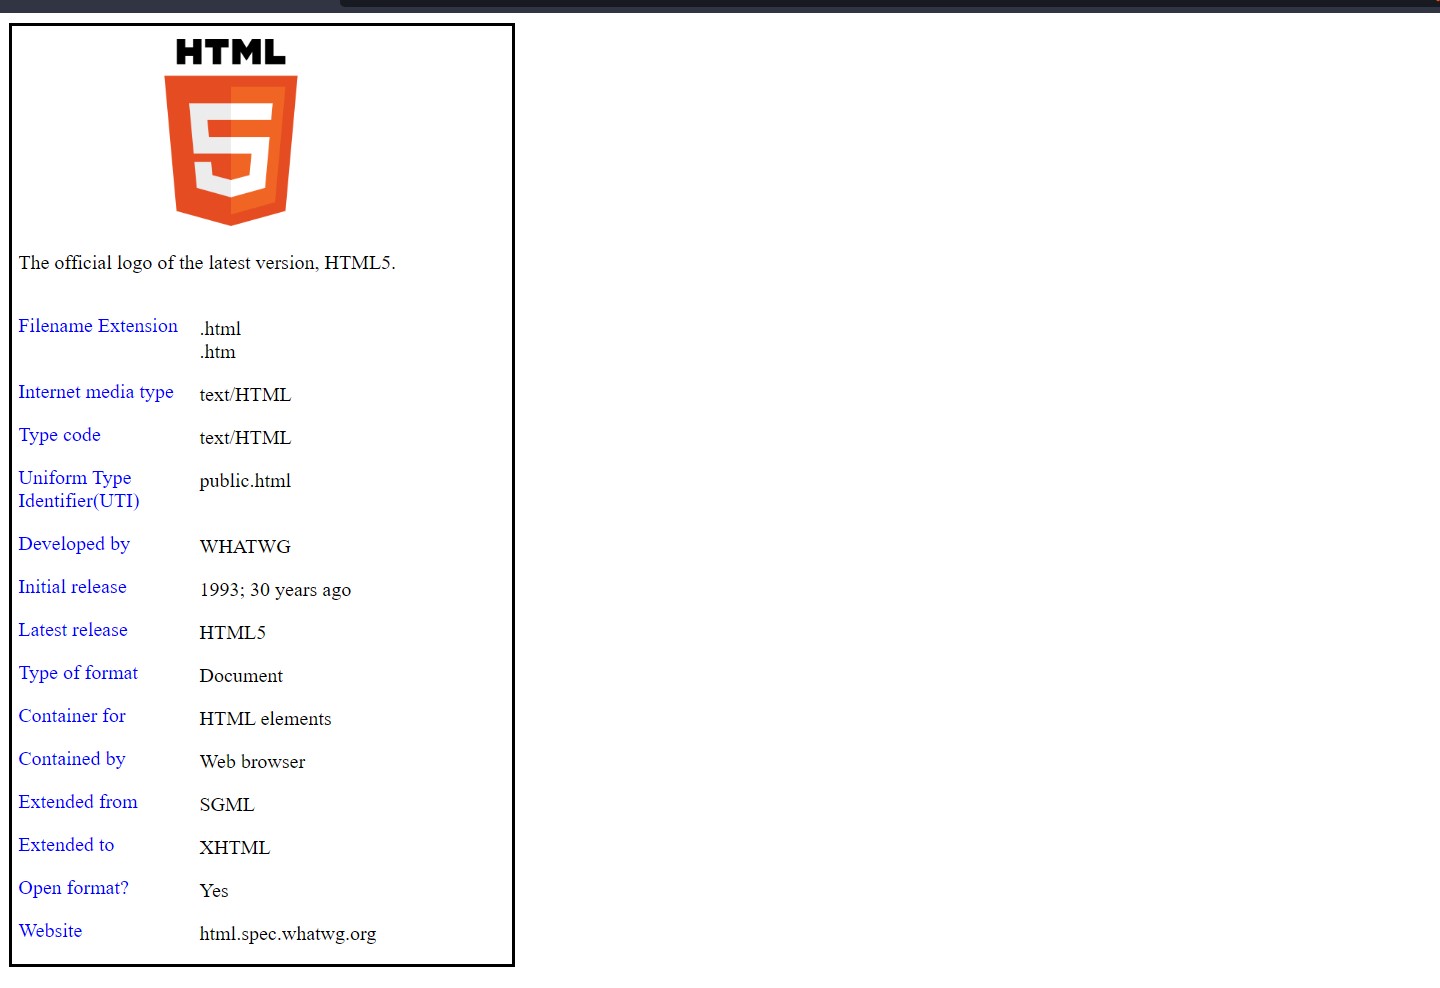 HTML
5
The official logo of the latest version, HTML5.
Filename Extension .html
.htm
Internet media type text/HTML
Type code text/HTML
Uniform Type public.html
Identifier(UTI)
Developed by WHATWG
Initial release 1993; 30 years ago
Latest release HTML5
Type of format Document
Container for HTML elements
Contained by Web browser
Extended from SGML
Extended to XHTML
Open format? Yes
Website html.spec.whatwg.org